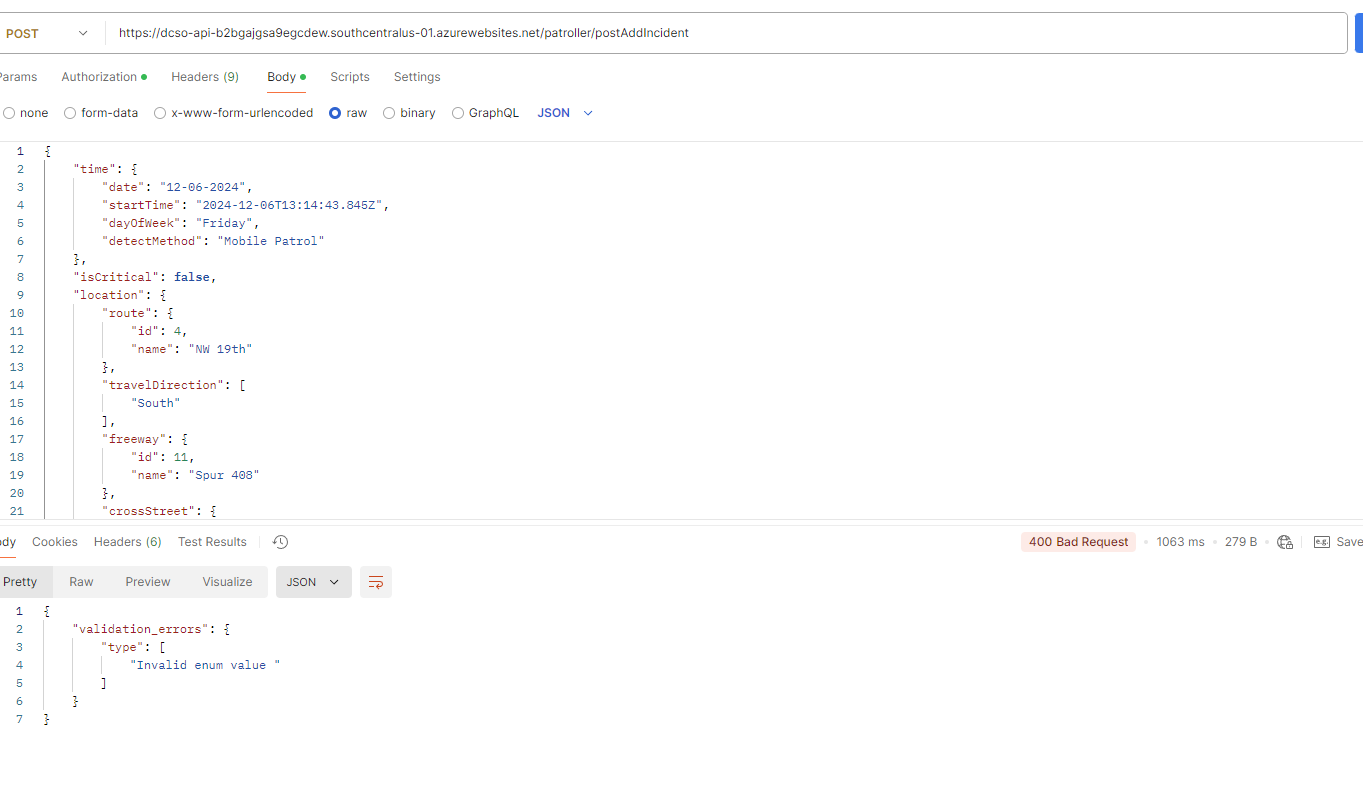 POST https://dcso-api-b2bgajgsa9egcdew.southcentralus-01.azurewebsites.net/patroller/postAddIncident
Params Authorization Headers (9) Body Scripts Settings
none form-data x-www-form-urlencoded raw binary GraphQL JSON
1 {
2 "time": {
3 "date": "12-06-2024",
4 "startTime": "2024-12-06T13:14:43.845Z",
5 "dayOfWeek": "Friday",
6 "detectMethod": "Mobile Patrol"
7 },
8 "isCritical": false,
9 "location": {
10 "route": {
11 "id": 4,
12 "name": "NW 19th"
13 },
14 "travelDirection": [
15 "South"
16 ],
17 "freeway": {
18 "id": 11,
19 "name": "Spur 408"
20 },
21 "crossStreet": {
ody Cookies Headers (6) Test Results 400 Bad Request 1063 ms 279 B e.g. Save
Pretty Raw Preview Visualize JSON
1 {
2 "validation_errors": {
3 "type": [
4 "Invalid enum value "
5 ]
6 }
7 }